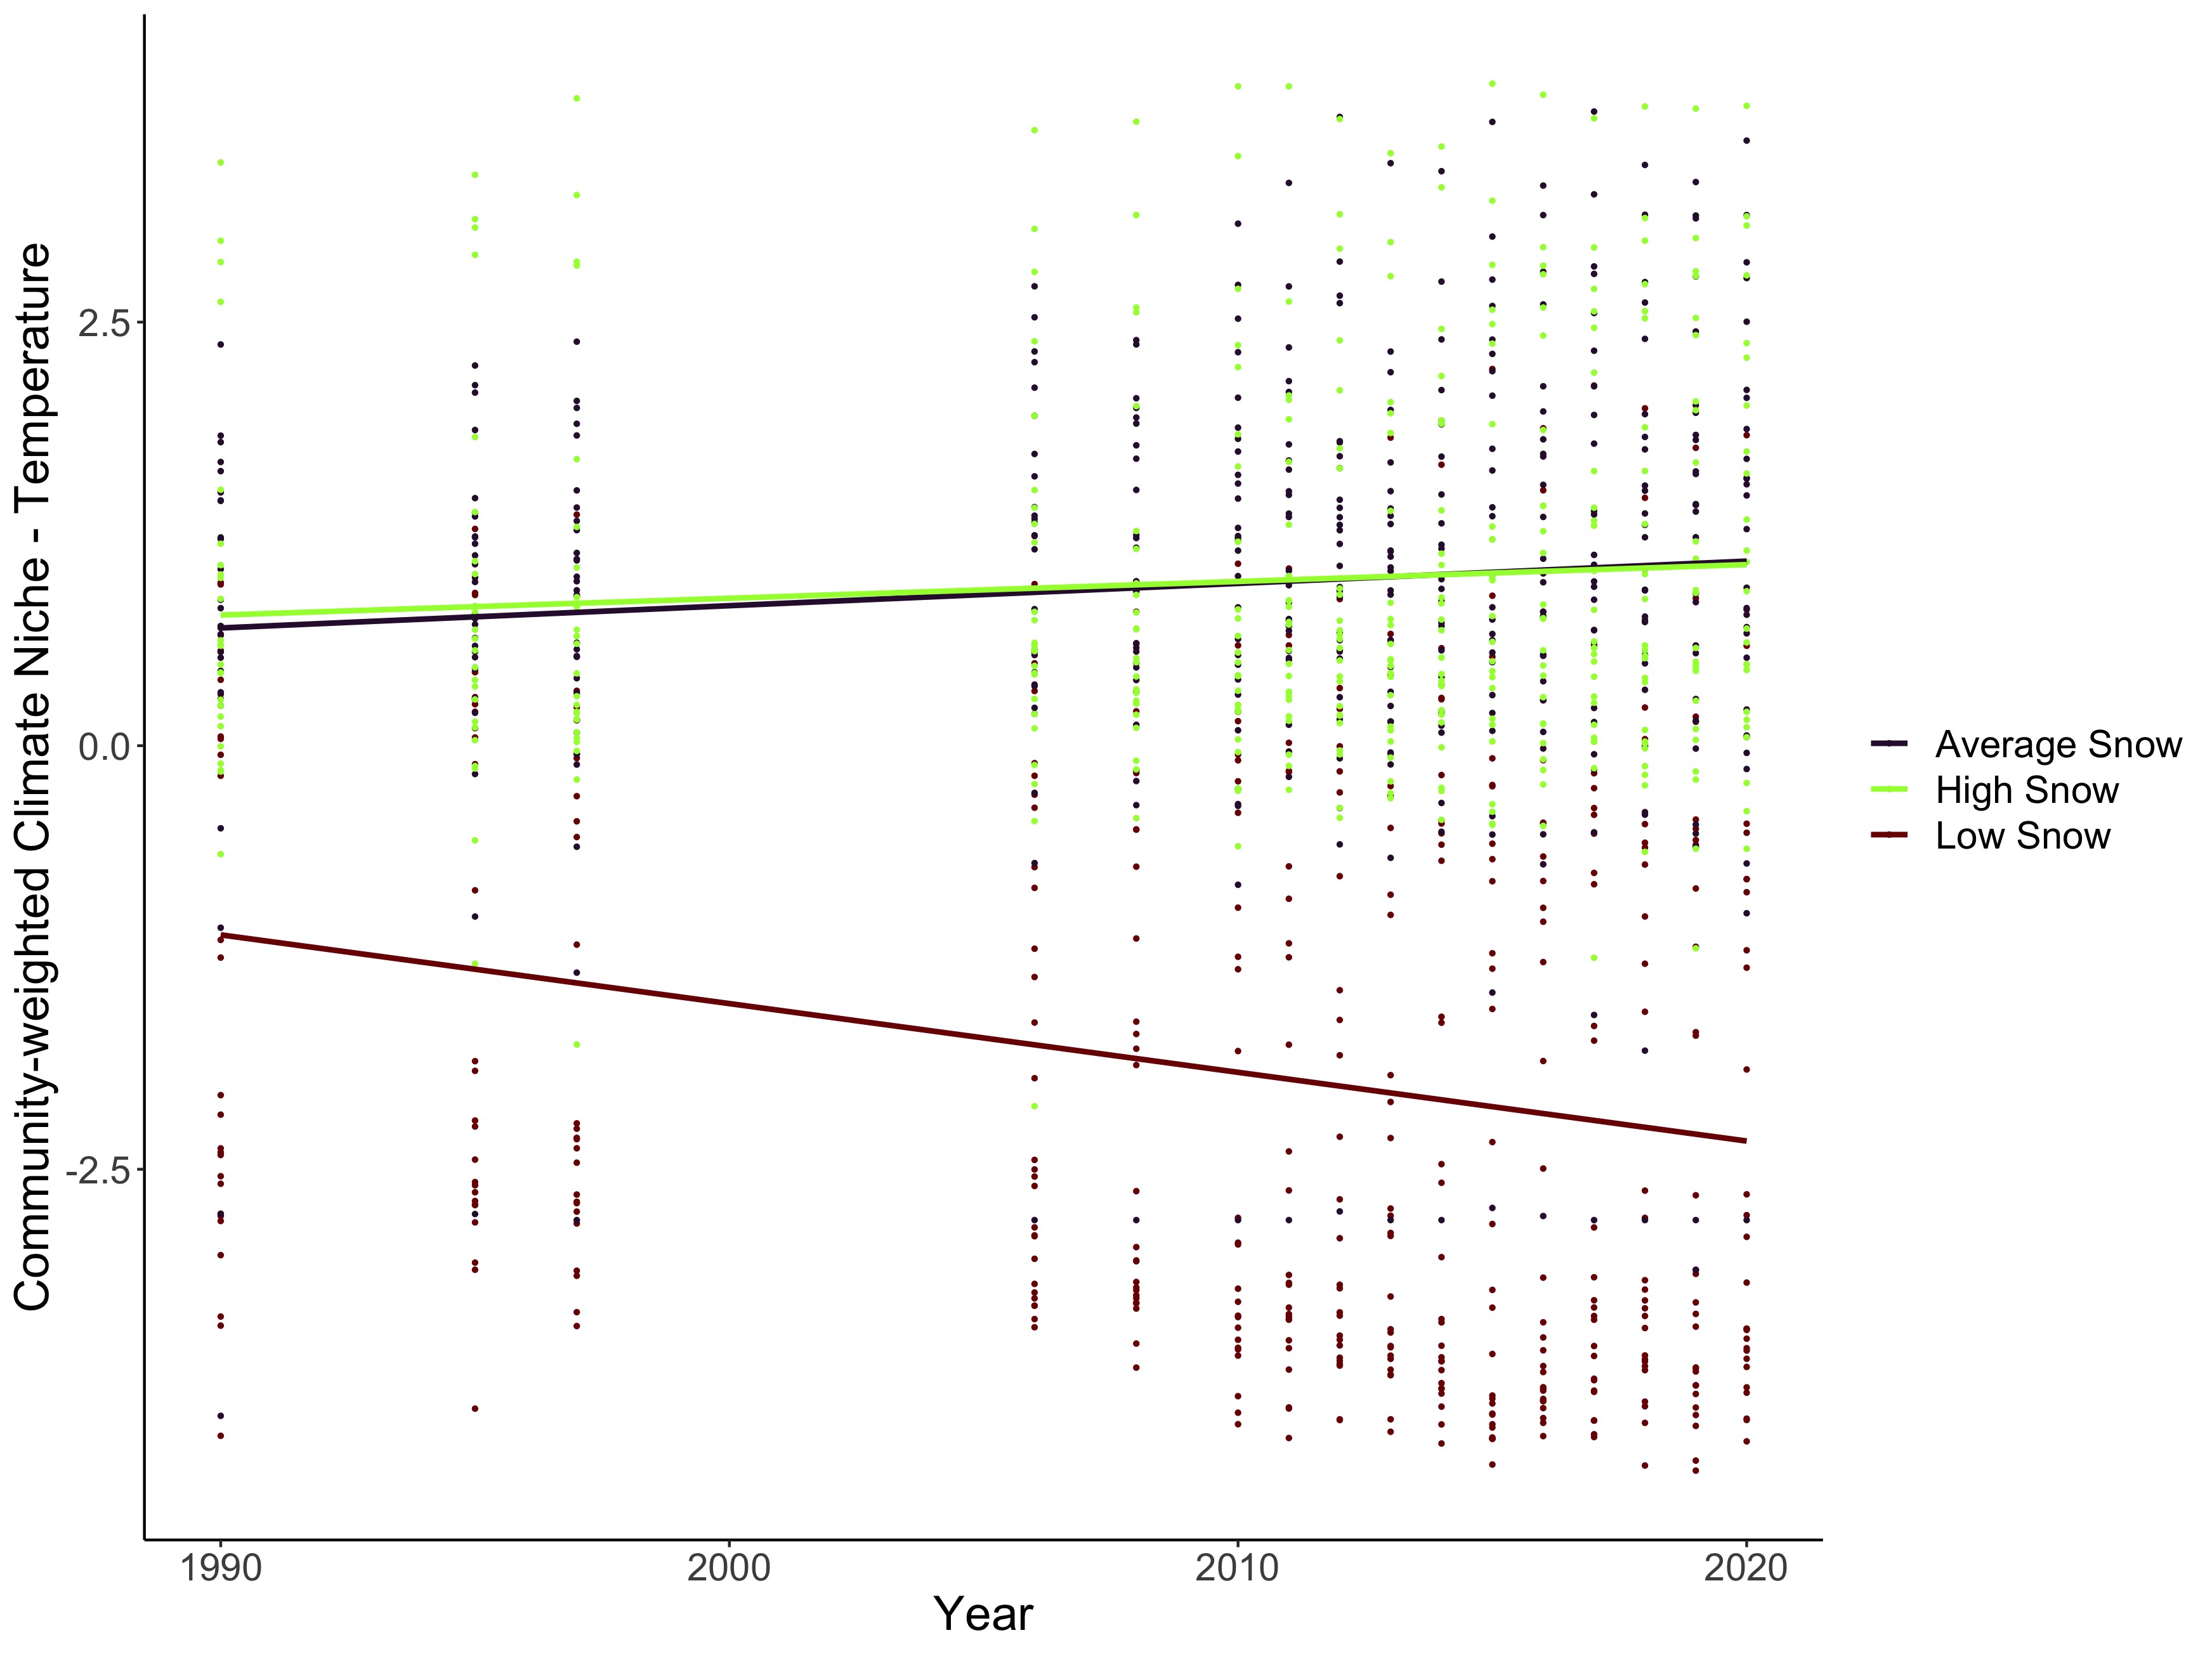 Community-weighted Climate Niche - Temperature
2.5
0.0
-2.5
1990
2000
2010
2020
Year
Average Snow
High Snow
Low Snow